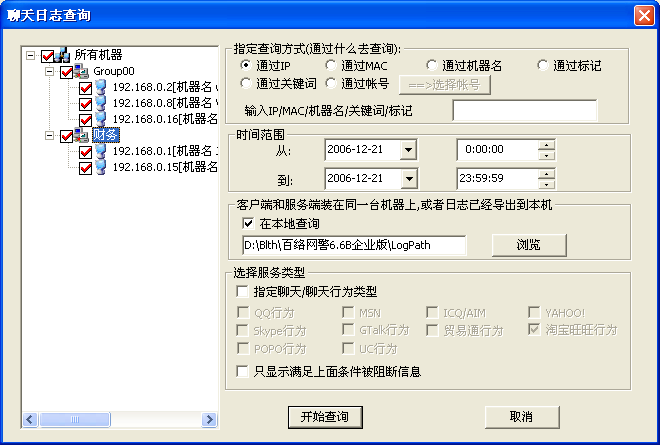 聊天日志查询
所有机器
Group00
192.168.0.2[机器名
192.168.0.8[机器名
192.168.0.16[机器名
财务
192.168.0.1[机器名
192.168.0.15[机器名
指定查询方式(通过什么去查询):
通过IP 通过MAC 通过机器名 通过标记
通过关键词 通过帐号 ==>选择帐号
输入IP/MAC/机器名/关键词/标记
时间范围
从: 2006-12-21 0:00:00
到: 2006-12-21 23:59:59
客户端和服务端装在同一台机器上,或者日志已经导出到本机
在本地查询
D:\Blth\百络网警6.6B企业版\LogPath 浏览
选择服务类型
指定聊天/聊天行为类型
QQ行为 MSN ICQ/AIM YAHOO!
Skype行为 GTalk行为 贸易通行为 淘宝旺旺行为
POPO行为 UC行为
只显示满足上面条件被阻断信息
开始查询 取消